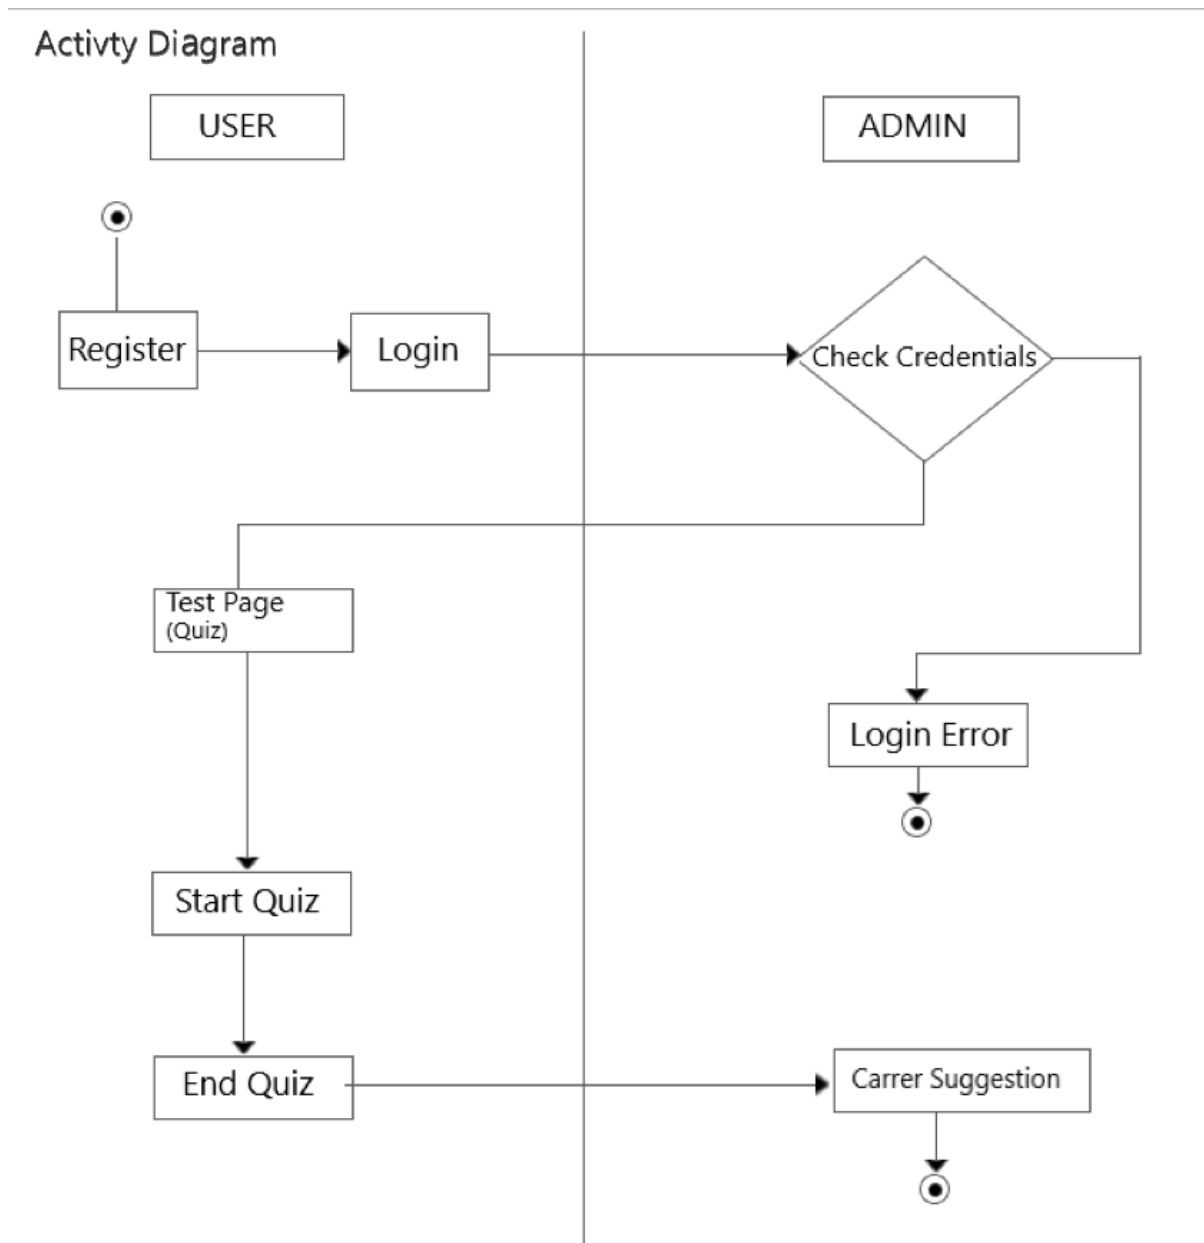 Activty Diagram
USER
ADMIN
Register
Login
Check Credentials
Test Page
(Quiz)
Login Error
Start Quiz
End Quiz
Carrer Suggestion